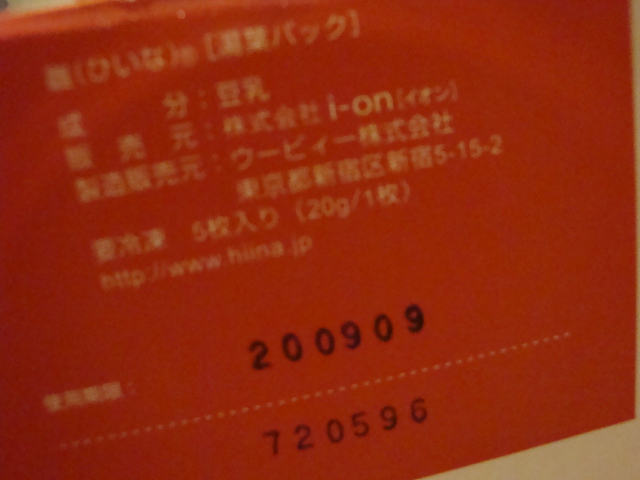 雛(ひいな)® [湯葉パック]
成 分：豆乳
販 売 元：株式会社 i-on[イオン]
製造販売元：ウービィー株式会社
東京都新宿区新宿5-15-2
要冷凍 5枚入り（20g/1枚）
http://www.hiina.jp
200909
使用期限：
720596